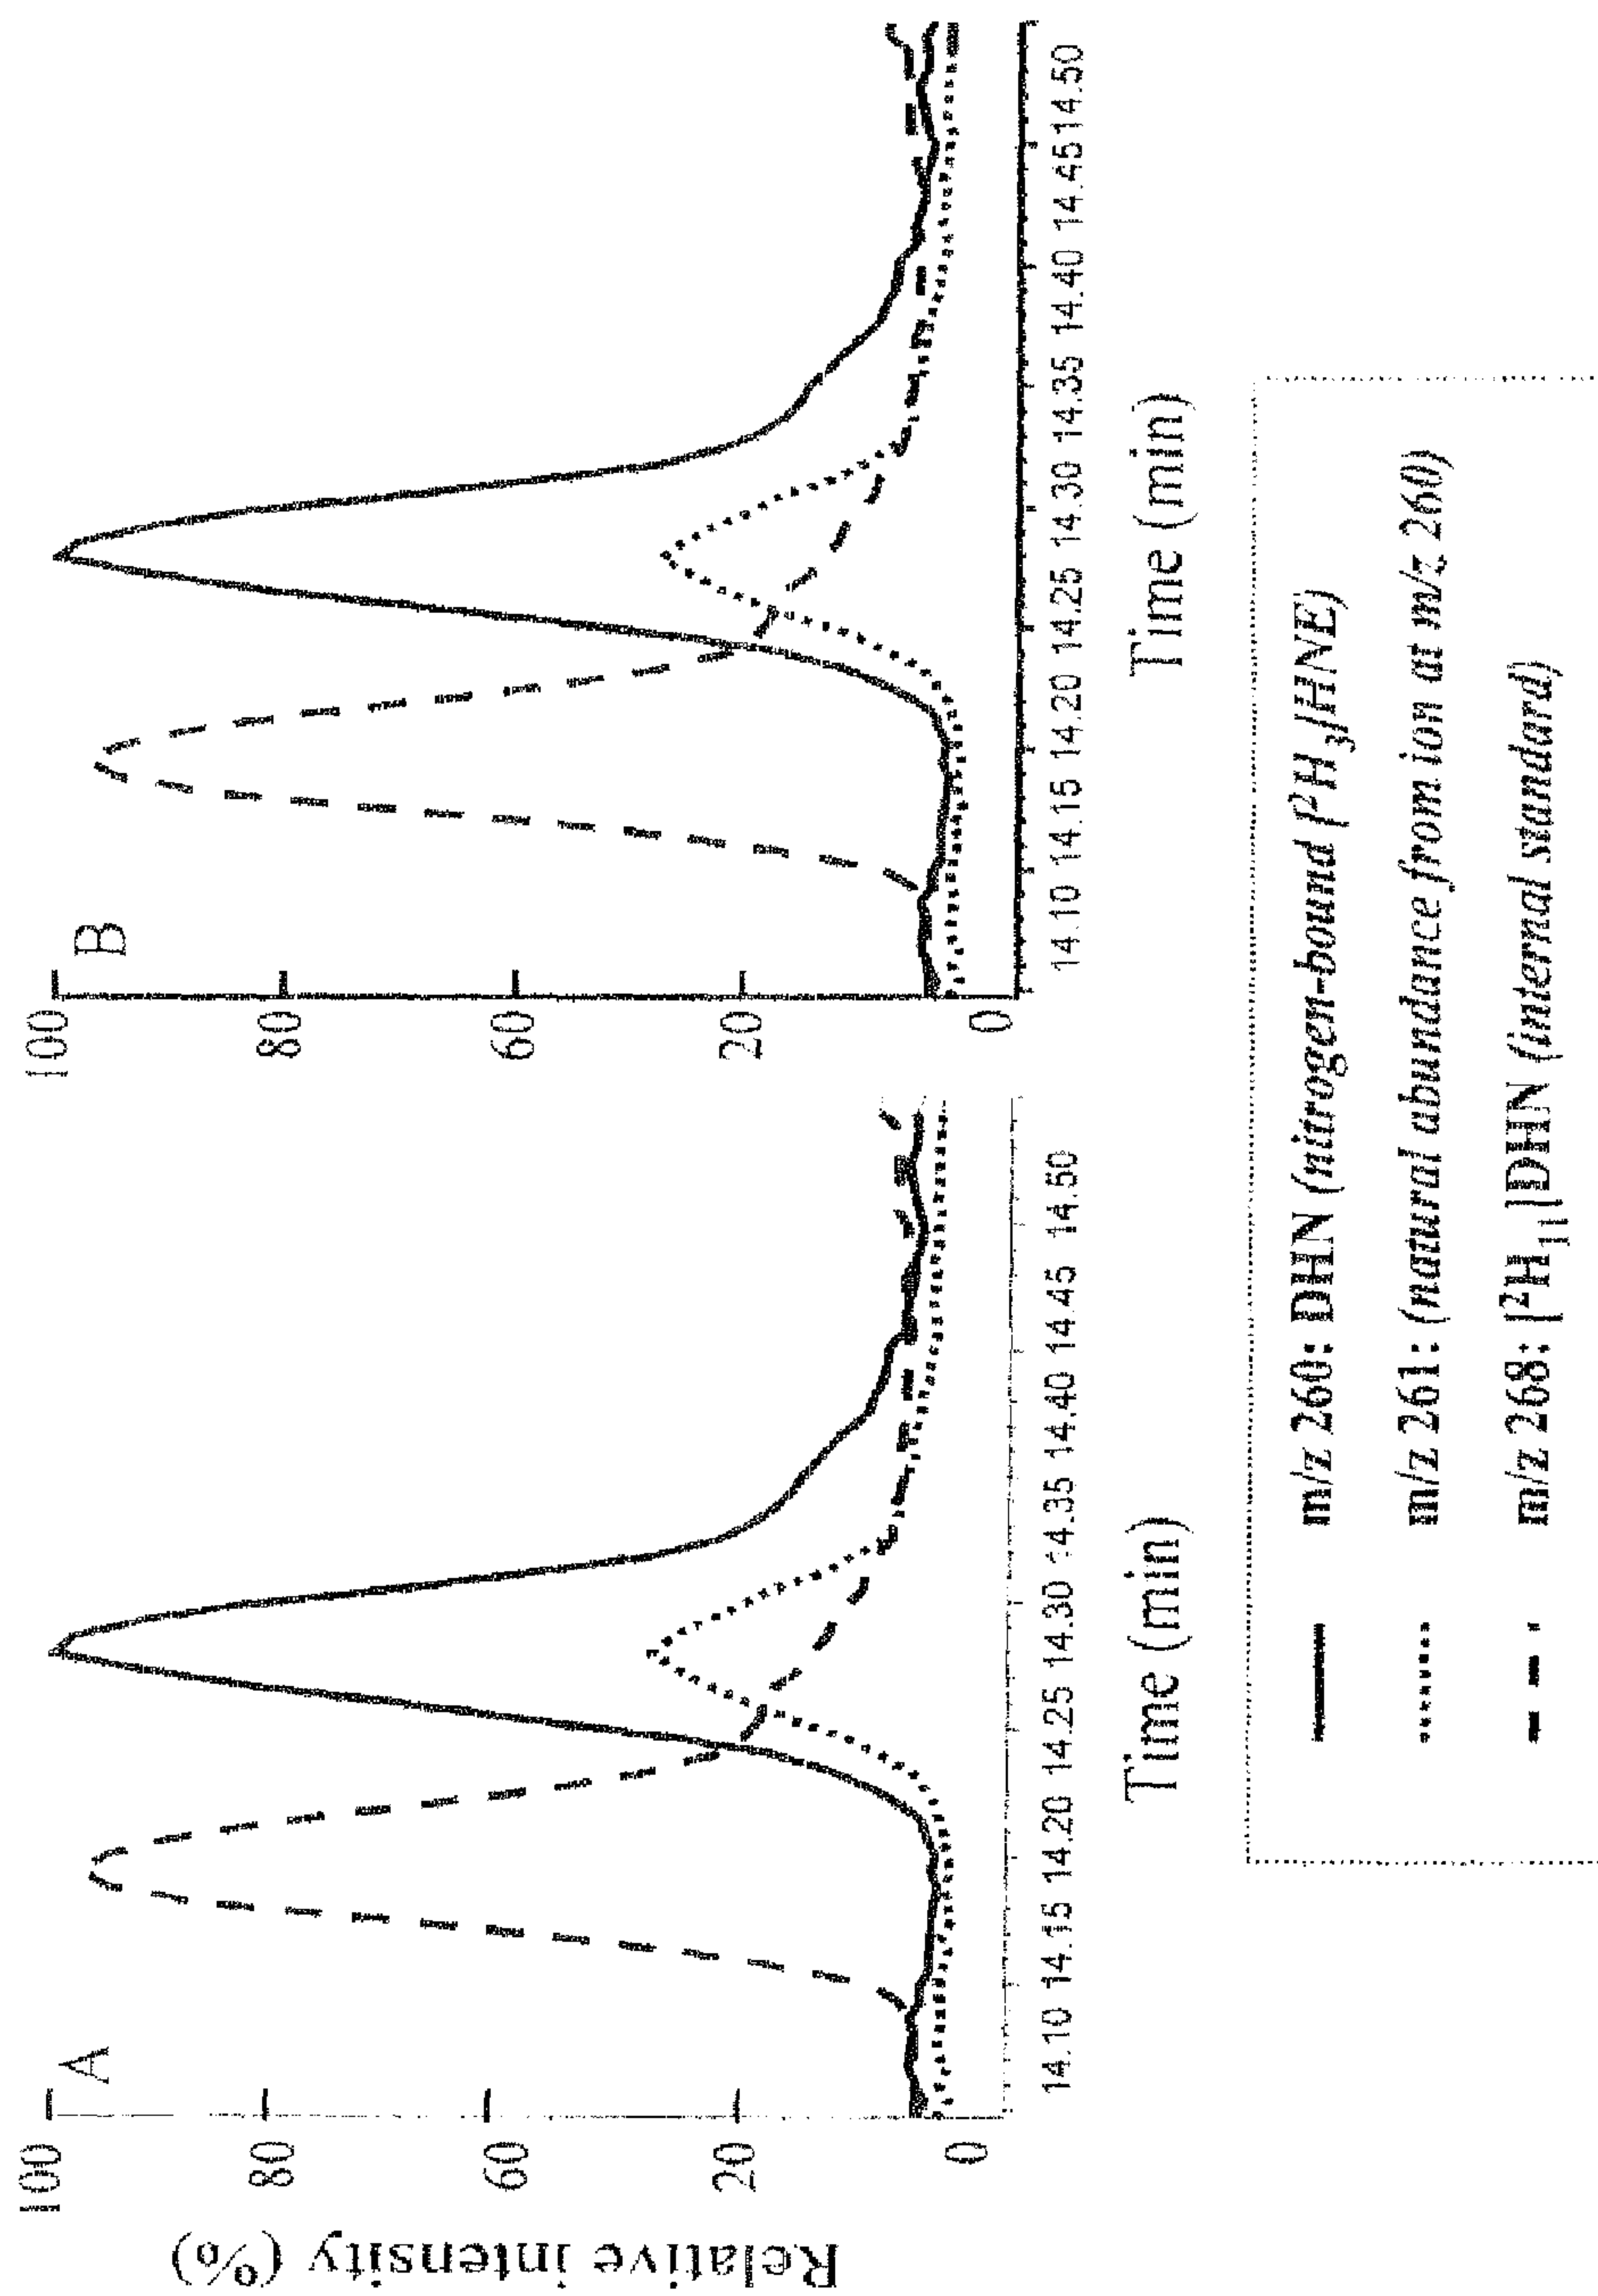 Relative intensity (%)
A
100
80
60
20
0
14.10 14.15 14.20 14.25 14.30 14.35 14.40 14.45 14.50
Time (min)
B
100
80
60
20
0
14.10 14.15 14.20 14.25 14.30 14.35 14.40 14.45 14.50
Time (min)
m/z 260: DHN (nitrogen-bound [²H₃]HNE)
m/z 261: (natural abundance from ion at m/z 260)
m/z 268: [²H₁₁]DHN (internal standard)